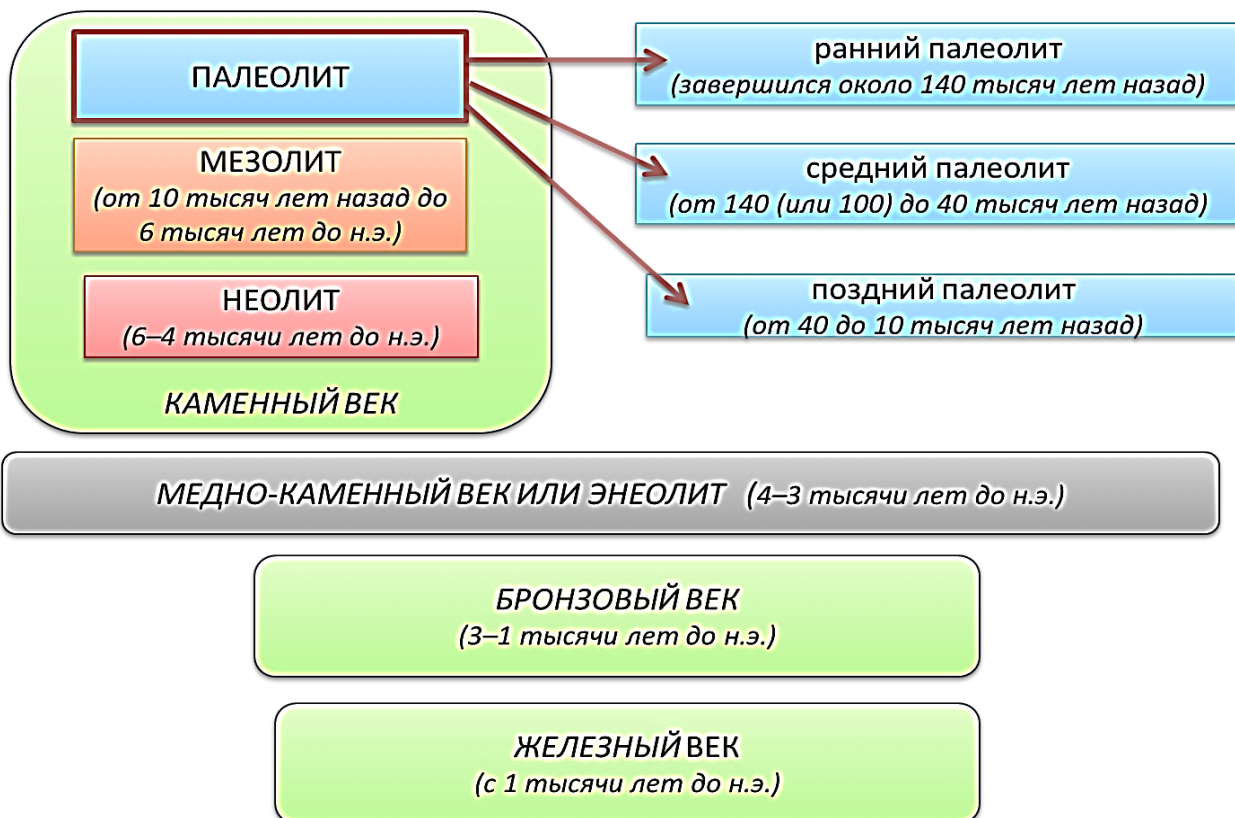 ПАЛЕОЛИТ
ранний палеолит
(завершился около 140 тысяч лет назад)
МЕЗОЛИТ
(от 10 тысяч лет назад до
6 тысяч лет до н.э.)
средний палеолит
(от 140 (или 100) до 40 тысяч лет назад)
НЕОЛИТ
(6–4 тысячи лет до н.э.)
поздний палеолит
(от 40 до 10 тысяч лет назад)
КАМЕННЫЙ ВЕК
МЕДНО-КАМЕННЫЙ ВЕК ИЛИ ЭНЕОЛИТ (4–3 тысячи лет до н.э.)
БРОНЗОВЫЙ ВЕК
(3–1 тысячи лет до н.э.)
ЖЕЛЕЗНЫЙ ВЕК
(с 1 тысячи лет до н.э.)